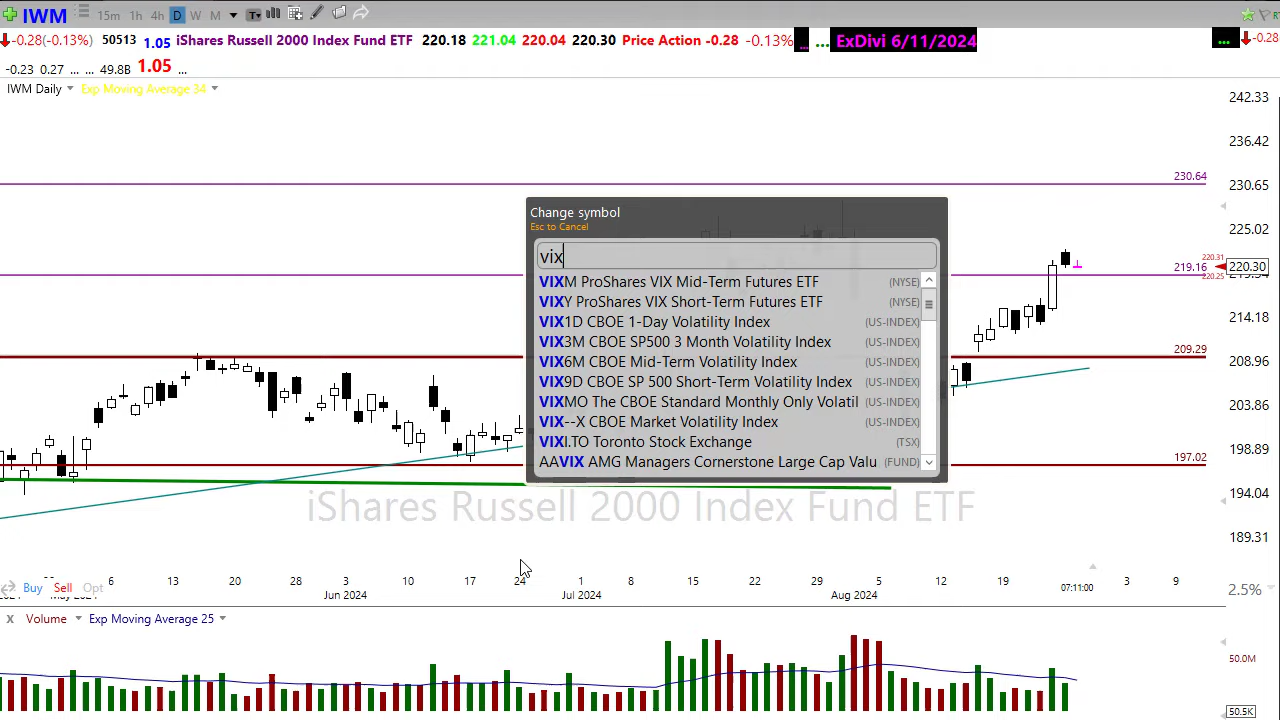 IWM 15m 1h 4h D W M T
-0.28(-0.13%) 50513 1.05 iShares Russell 2000 Index Fund ETF 220.18 221.04 220.04 220.30 Price Action -0.28 -0.13% ... ... ExDivi 6/11/2024 ... -0.28
-0.23 0.27 ... ... 49.8B 1.05 ...
IWM Daily Exp Moving Average 34
242.33
236.42
230.64
230.65
225.02
219.16
220.31
220.30
220.25
214.18
209.29
208.96
203.86
198.89
197.02
194.04
189.31
Change symbol
Esc to Cancel
vix
VIXM ProShares VIX Mid-Term Futures ETF (NYSE)
VIXY ProShares VIX Short-Term Futures ETF (NYSE)
VIX1D CBOE 1-Day Volatility Index (US-INDEX)
VIX3M CBOE SP500 3 Month Volatility Index (US-INDEX)
VIX6M CBOE Mid-Term Volatility Index (US-INDEX)
VIX9D CBOE SP 500 Short-Term Volatility Index (US-INDEX)
VIXMO The CBOE Standard Monthly Only Volatil (US-INDEX)
VIX--X CBOE Market Volatility Index (US-INDEX)
VIXI.TO Toronto Stock Exchange (TSX)
AAVIX AMG Managers Cornerstone Large Cap Valu (FUND)
iShares Russell 2000 Index Fund ETF
6 13 20 28 3 10 17 24 1 8 15 22 29 5 12 19 3 9
Buy Sell Opt
Jun 2024 Jul 2024 Aug 2024 07:11:00 2.5%
X Volume Exp Moving Average 25
50.0M
50.5K